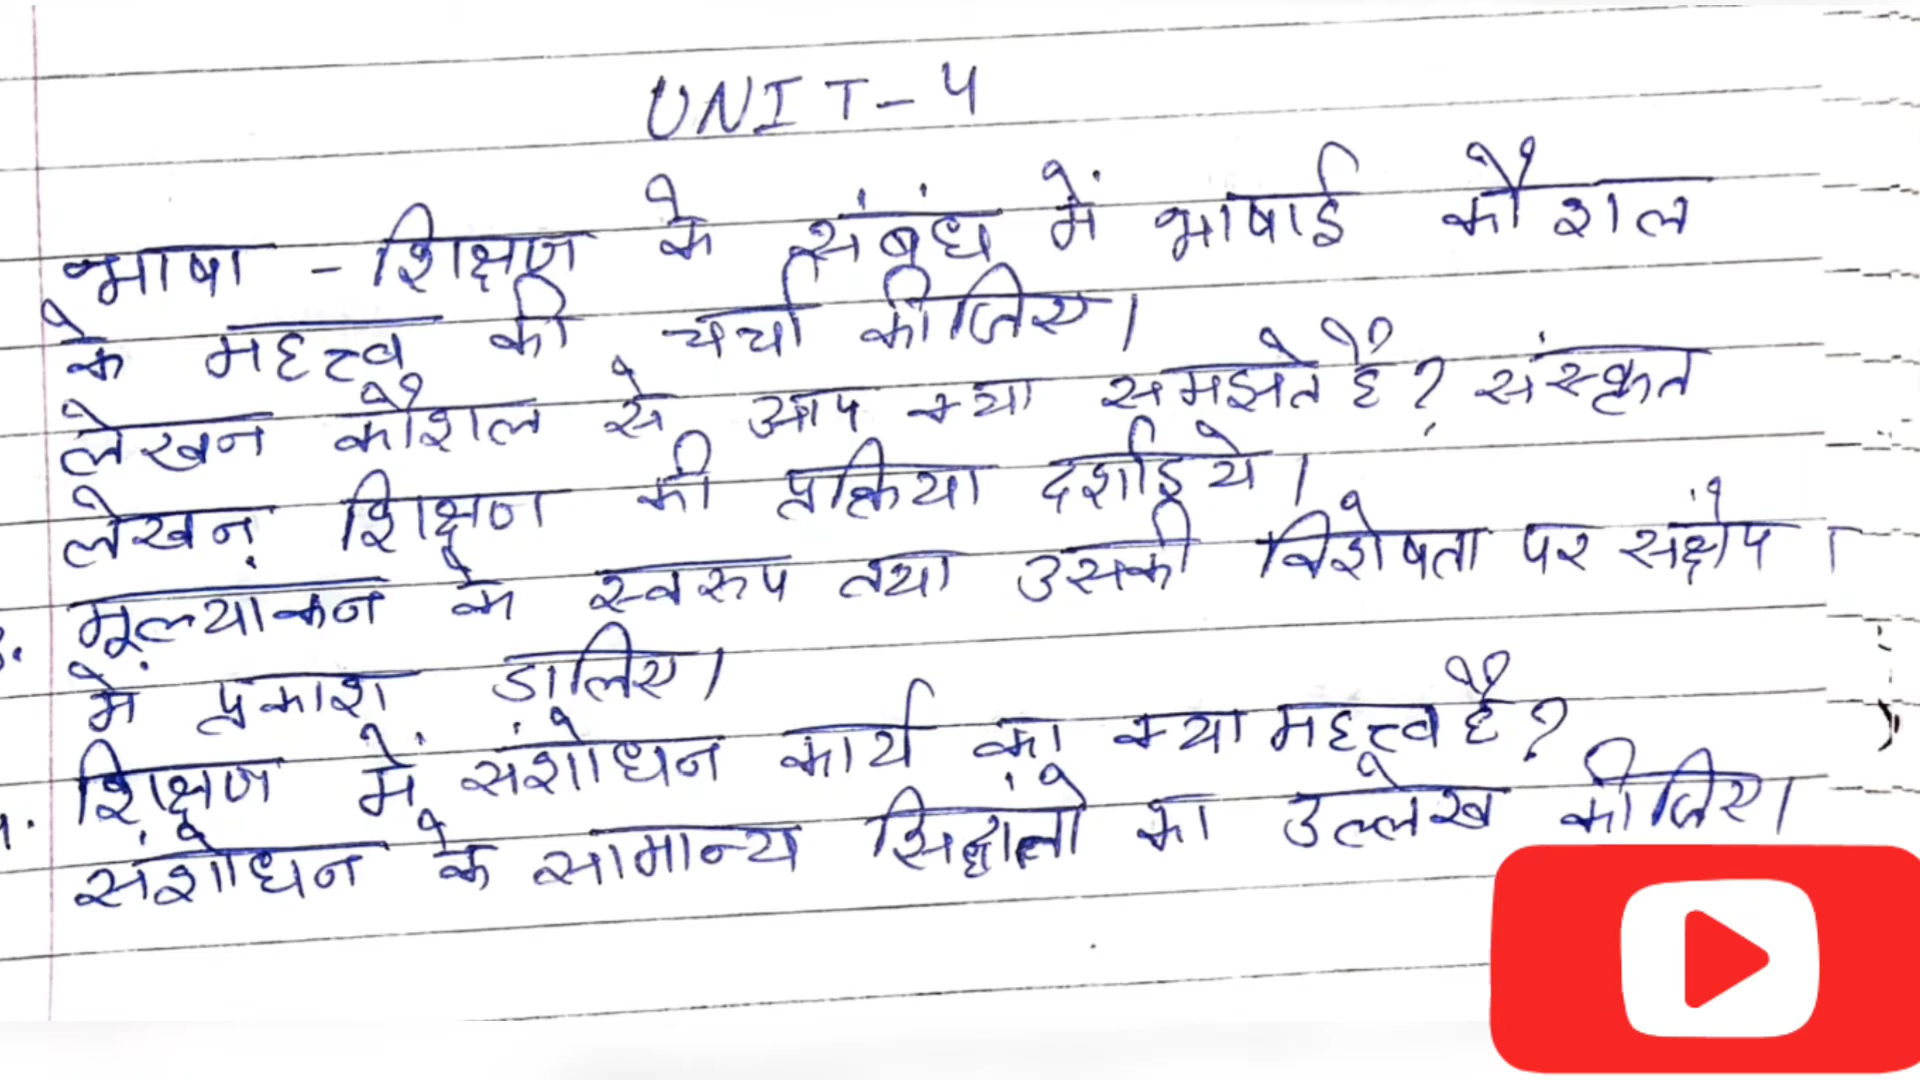 UNIT-4
भाषा - शिक्षण के संबंध में भाषाई कौशल
के महत्त्व की चर्चा कीजिए।
लेखन कौशल से आप क्या समझते है? संस्कृत
लेखन शिक्षण की प्रक्रिया दर्शाइये।
मूल्यांकन के स्वरुप तथा उसकी विशेषता पर संक्षेप
में प्रकाश डालिए।
शिक्षण में संशोधन कार्य का क्या महत्त्व है?
संशोधन के सामान्य सिद्धांतो का उल्लेख कीजिए।